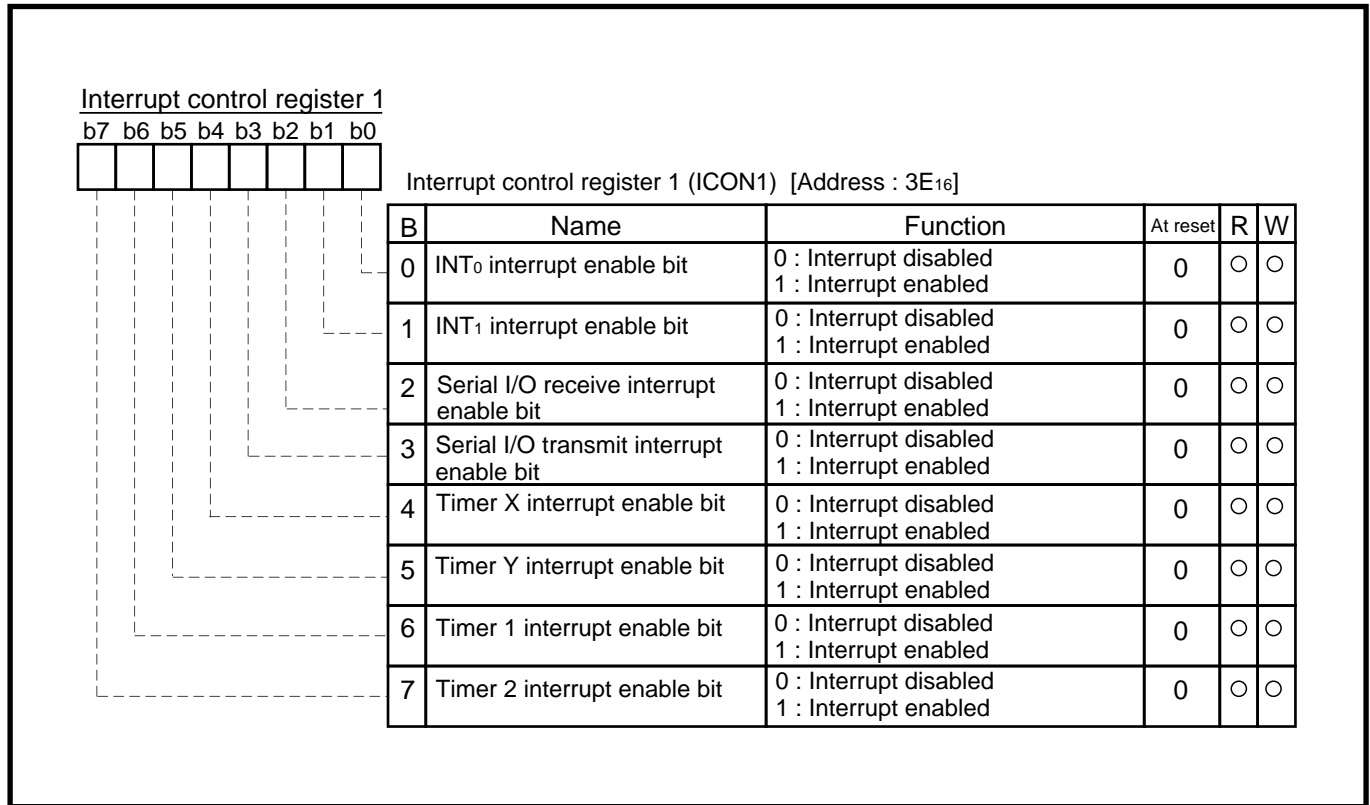 Interrupt control register 1
b7 b6 b5 b4 b3 b2 b1 b0
Interrupt control register 1 (ICON1) [Address : 3E16]
B Name Function At reset R W
0 INT0 interrupt enable bit 0 : Interrupt disabled 0 ○ ○
1 : Interrupt enabled
1 INT1 interrupt enable bit 0 : Interrupt disabled 0 ○ ○
1 : Interrupt enabled
2 Serial I/O receive interrupt 0 : Interrupt disabled 0 ○ ○
enable bit 1 : Interrupt enabled
3 Serial I/O transmit interrupt 0 : Interrupt disabled 0 ○ ○
enable bit 1 : Interrupt enabled
4 Timer X interrupt enable bit 0 : Interrupt disabled 0 ○ ○
1 : Interrupt enabled
5 Timer Y interrupt enable bit 0 : Interrupt disabled 0 ○ ○
1 : Interrupt enabled
6 Timer 1 interrupt enable bit 0 : Interrupt disabled 0 ○ ○
1 : Interrupt enabled
7 Timer 2 interrupt enable bit 0 : Interrupt disabled 0 ○ ○
1 : Interrupt enabled